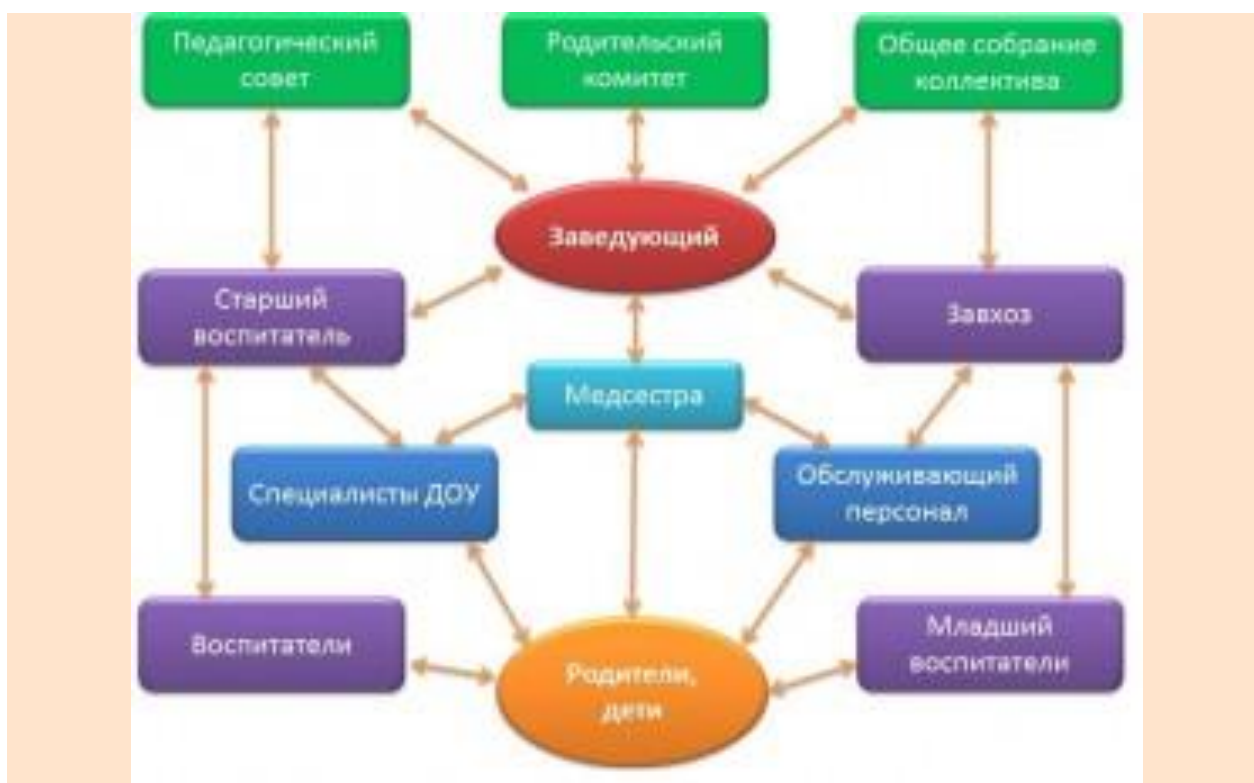 Педагогический
совет
Родительский
комитет
Общее собрание
коллектива
Заведующий
Старший
воспитатель
Завхоз
Медсестра
Специалисты ДОУ
Обслуживающий
персонал
Воспитатели
Родители,
дети
Младший
воспитатели